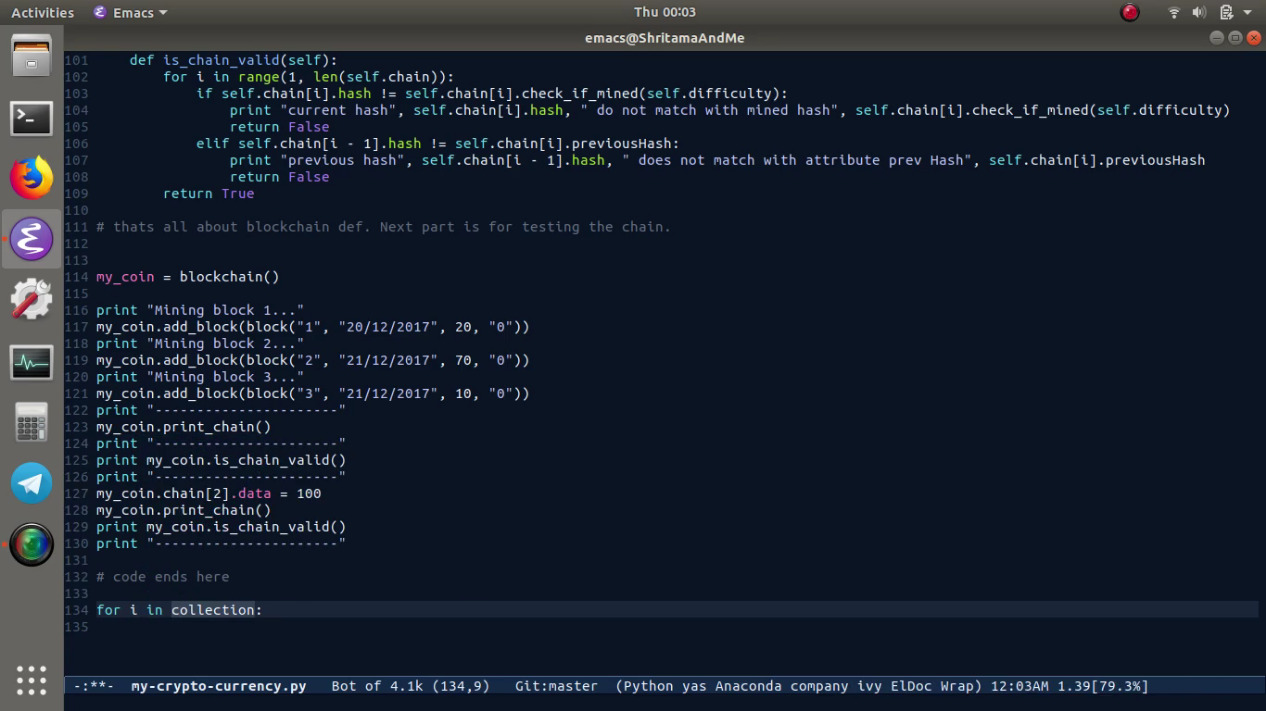 Activities Emacs Thu 00:03
emacs@ShritamaAndMe
101     def is_chain_valid(self):
102         for i in range(1, len(self.chain)):
103             if self.chain[i].hash != self.chain[i].check_if_mined(self.difficulty):
104                 print "current hash", self.chain[i].hash, " do not match with mined hash", self.chain[i].check_if_mined(self.difficulty)
105                 return False
106             elif self.chain[i - 1].hash != self.chain[i].previousHash:
107                 print "previous hash", self.chain[i - 1].hash, " does not match with attribute prev Hash", self.chain[i].previousHash
108                 return False
109         return True
110
111 # thats all about blockchain def. Next part is for testing the chain.
112
113
114 my_coin = blockchain()
115
116 print "Mining block 1..."
117 my_coin.add_block(block("1", "20/12/2017", 20, "0"))
118 print "Mining block 2..."
119 my_coin.add_block(block("2", "21/12/2017", 70, "0"))
120 print "Mining block 3..."
121 my_coin.add_block(block("3", "21/12/2017", 10, "0"))
122 print "----------------------"
123 my_coin.print_chain()
124 print "----------------------"
125 print my_coin.is_chain_valid()
126 print "----------------------"
127 my_coin.chain[2].data = 100
128 my_coin.print_chain()
129 print my_coin.is_chain_valid()
130 print "----------------------"
131
132 # code ends here
133
134 for i in collection:
135
-:**-  my-crypto-currency.py   Bot of 4.1k (134,9)   Git:master  (Python yas Anaconda company ivy ElDoc Wrap) 12:03AM 1.39[79.3%]